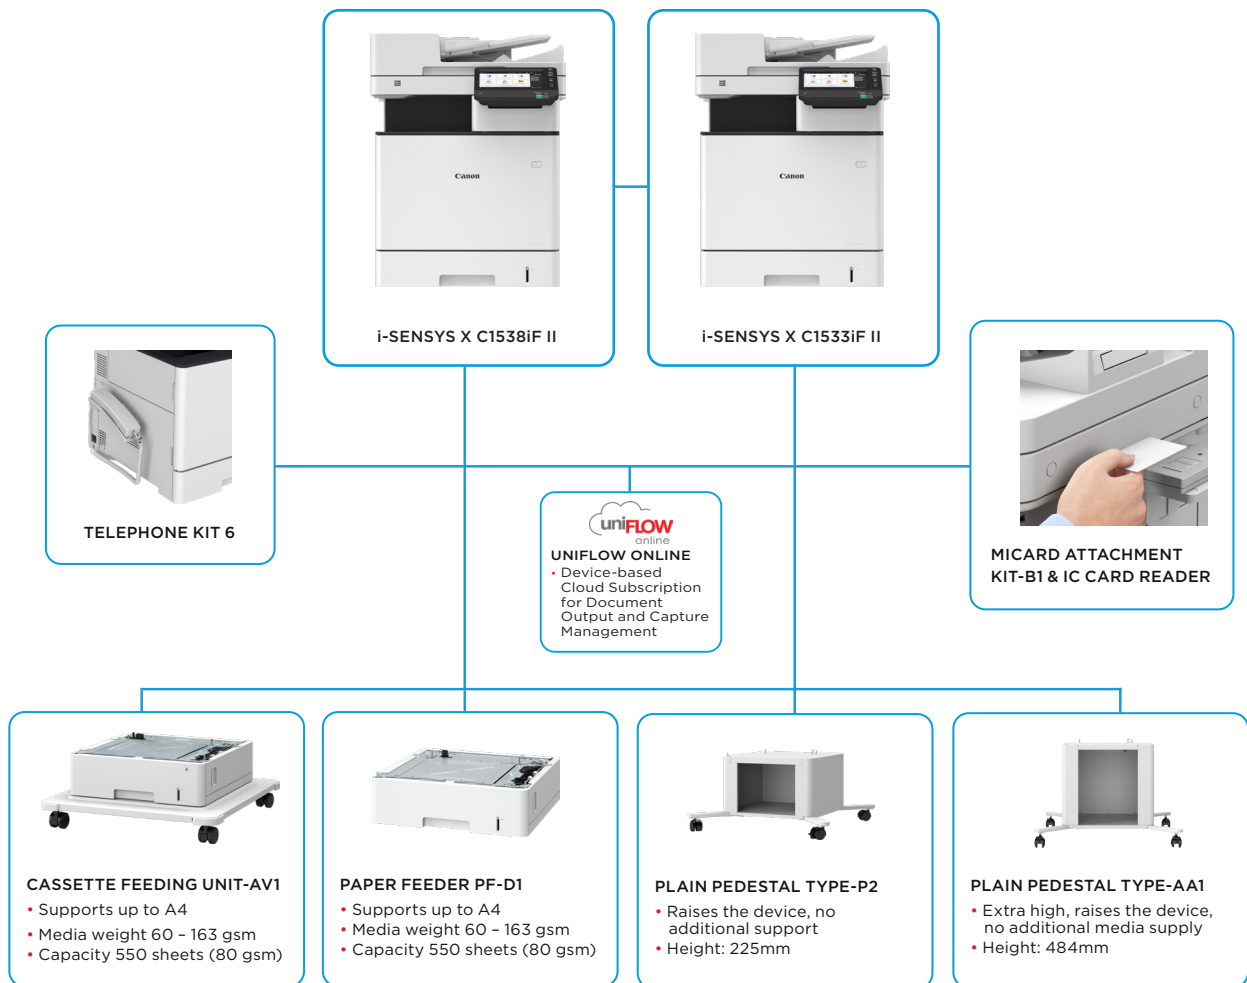 Canon
Canon
i-SENSYS X C1538iF II
i-SENSYS X C1533iF II
TELEPHONE KIT 6
uniFLOW
online
UNIFLOW ONLINE
• Device-based
Cloud Subscription
for Document
Output and Capture
Management
MICARD ATTACHMENT
KIT-B1 & IC CARD READER
CASSETTE FEEDING UNIT-AV1
• Supports up to A4
• Media weight 60 – 163 gsm
• Capacity 550 sheets (80 gsm)
PAPER FEEDER PF-D1
• Supports up to A4
• Media weight 60 – 163 gsm
• Capacity 550 sheets (80 gsm)
PLAIN PEDESTAL TYPE-P2
• Raises the device, no
additional support
• Height: 225mm
PLAIN PEDESTAL TYPE-AA1
• Extra high, raises the device,
no additional media supply
• Height: 484mm